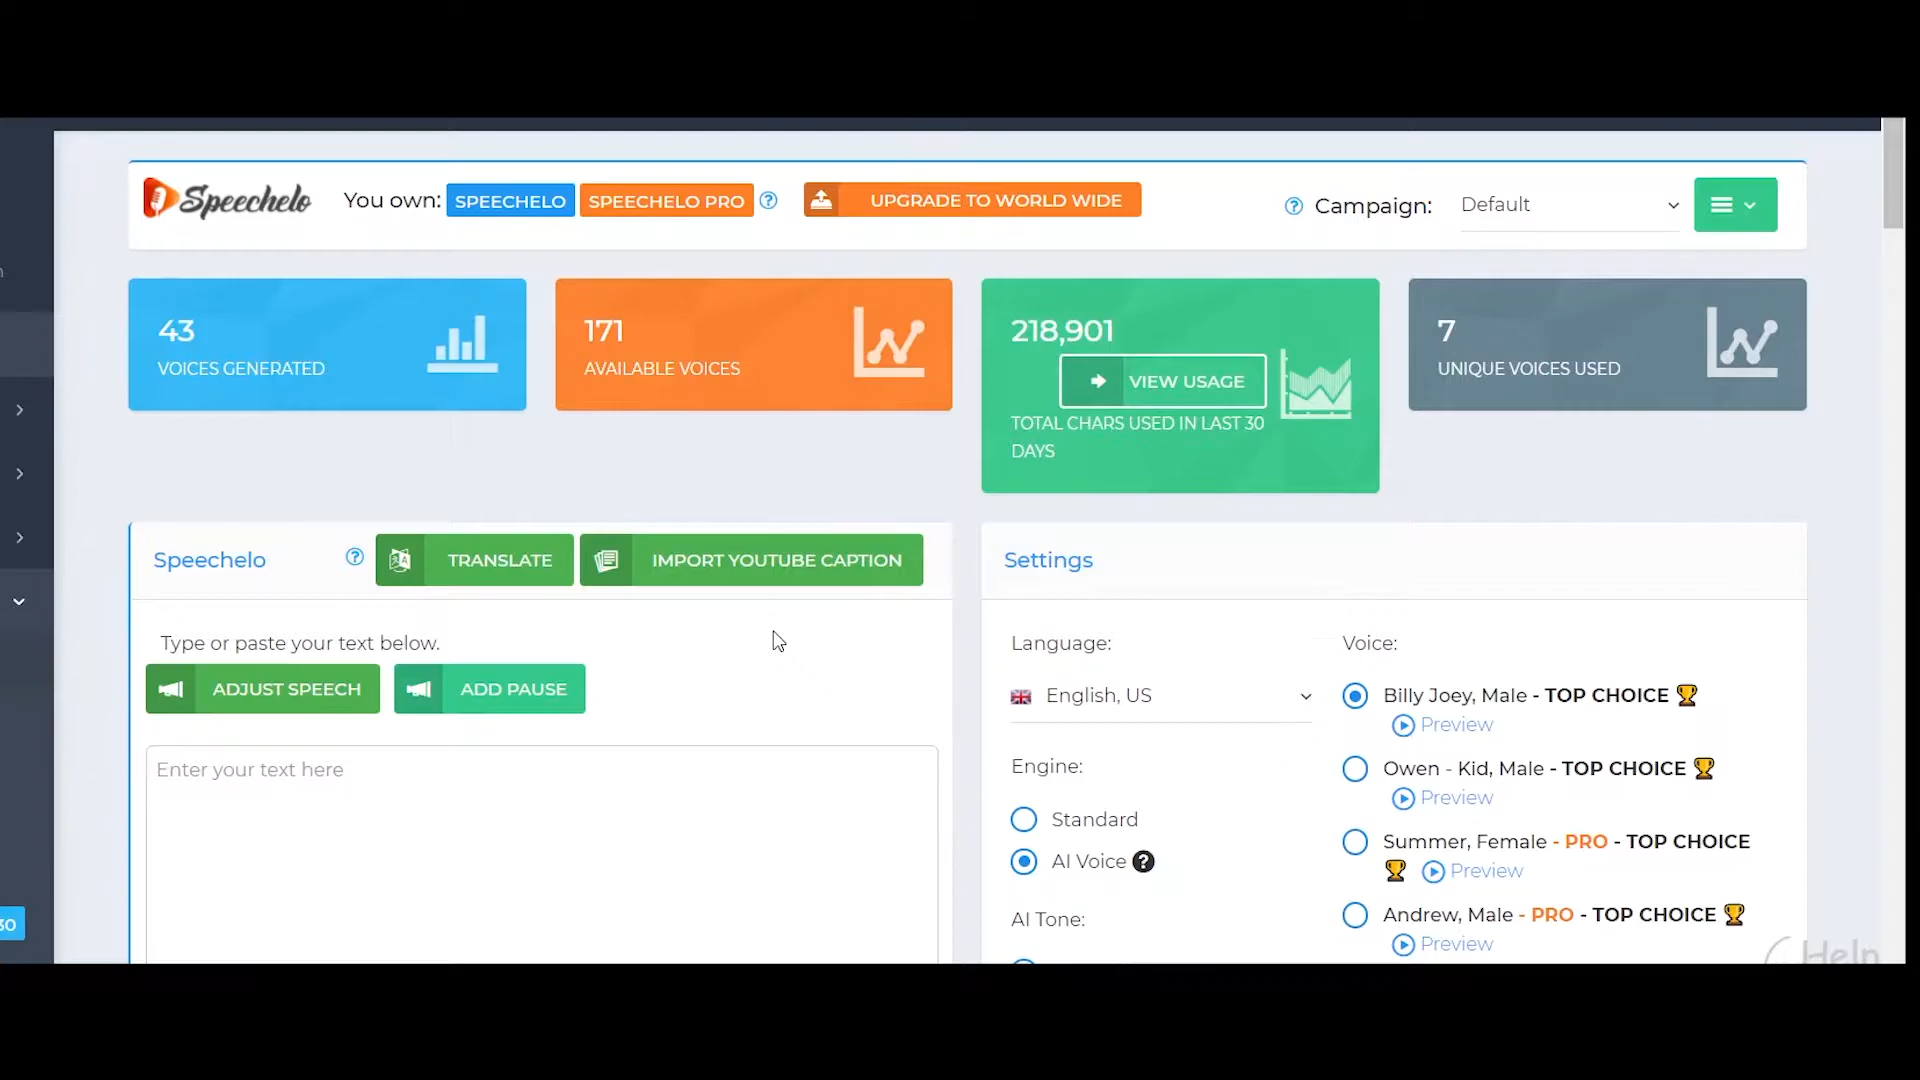 Speechelo
You own: SPEECHELO SPEECHELO PRO
UPGRADE TO WORLD WIDE
Campaign: Default
43
VOICES GENERATED
171
AVAILABLE VOICES
218,901
VIEW USAGE
TOTAL CHARS USED IN LAST 30
DAYS
7
UNIQUE VOICES USED
Speechelo
TRANSLATE
IMPORT YOUTUBE CAPTION
Type or paste your text below.
ADJUST SPEECH
ADD PAUSE
Enter your text here
Settings
Language:
English, US
Engine:
Standard
AI Voice
AI Tone:
Voice:
Billy Joey, Male - TOP CHOICE
Preview
Owen - Kid, Male - TOP CHOICE
Preview
Summer, Female - PRO - TOP CHOICE
Preview
Andrew, Male - PRO - TOP CHOICE
Preview
Help
30